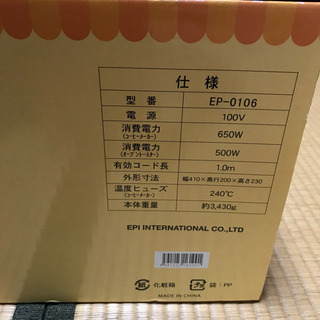 仕様
型番 EP-0106
電源 100V
消費電力(コーヒーメーカー) 650W
消費電力(オーブントースター) 500W
有効コード長 1.0m
外形寸法 幅410×奥行200×高さ230
温度ヒューズ(コーヒーメーカー) 240℃
本体重量 約3,430g
EPI INTERNATIONAL CO.,LTD
紙 化粧箱 プラ 袋:PP
MADE IN CHINA